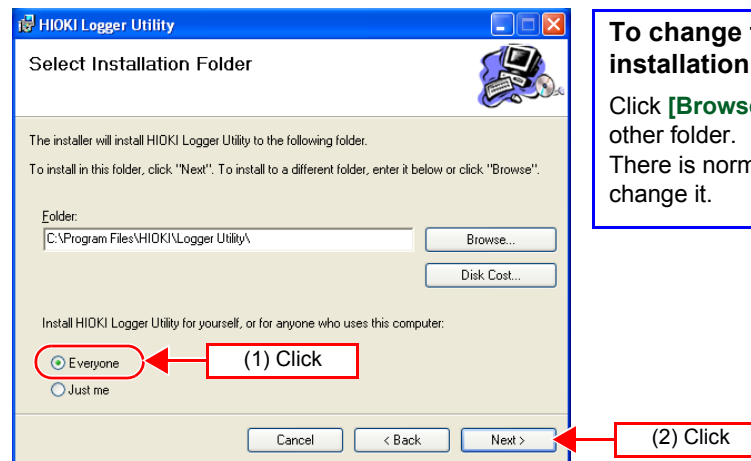 HIOKI Logger Utility
Select Installation Folder
The installer will install HIOKI Logger Utility to the following folder.
To install in this folder, click "Next". To install to a different folder, enter it below or click "Browse".
Folder:
C:\Program Files\HIOKI\Logger Utility\
Browse...
Disk Cost...
Install HIOKI Logger Utility for yourself, or for anyone who uses this computer:
Everyone
(1) Click
Just me
Cancel
< Back
Next >
(2) Click
To change
installation
Click [Browse
other folder.
There is norm
change it.